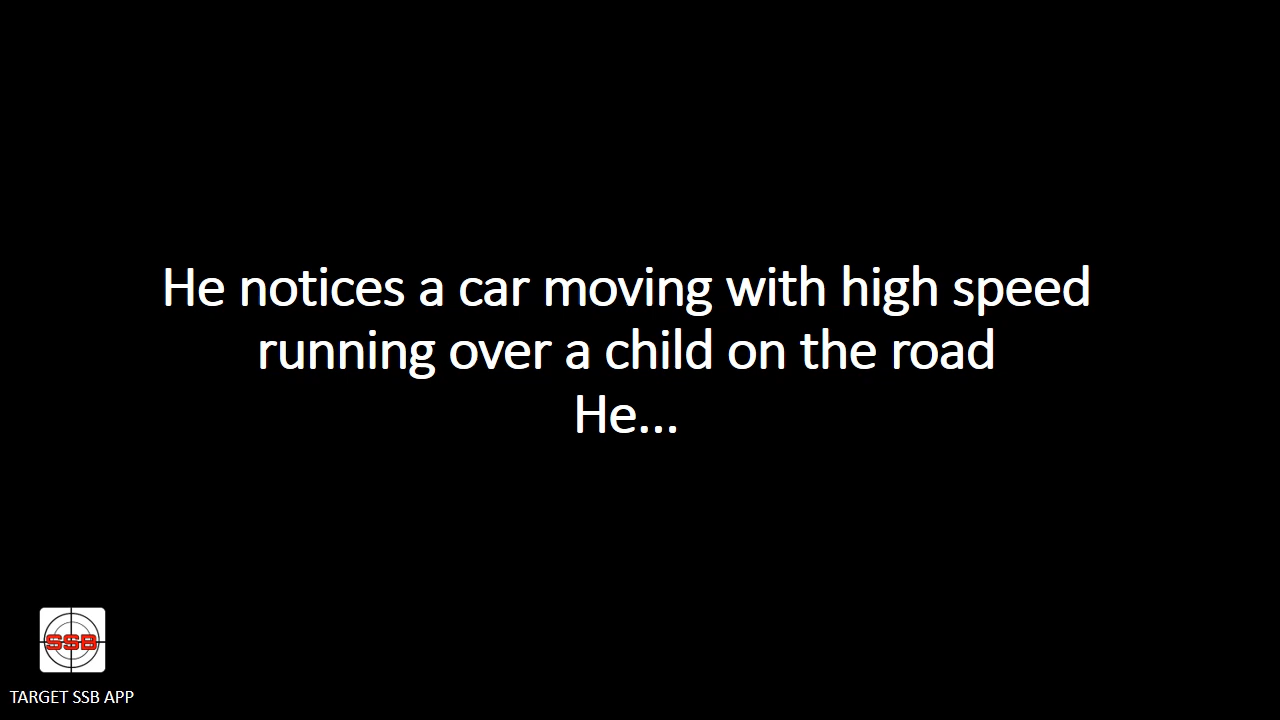 He notices a car moving with high speed
running over a child on the road
He...
SSB
TARGET SSB APP